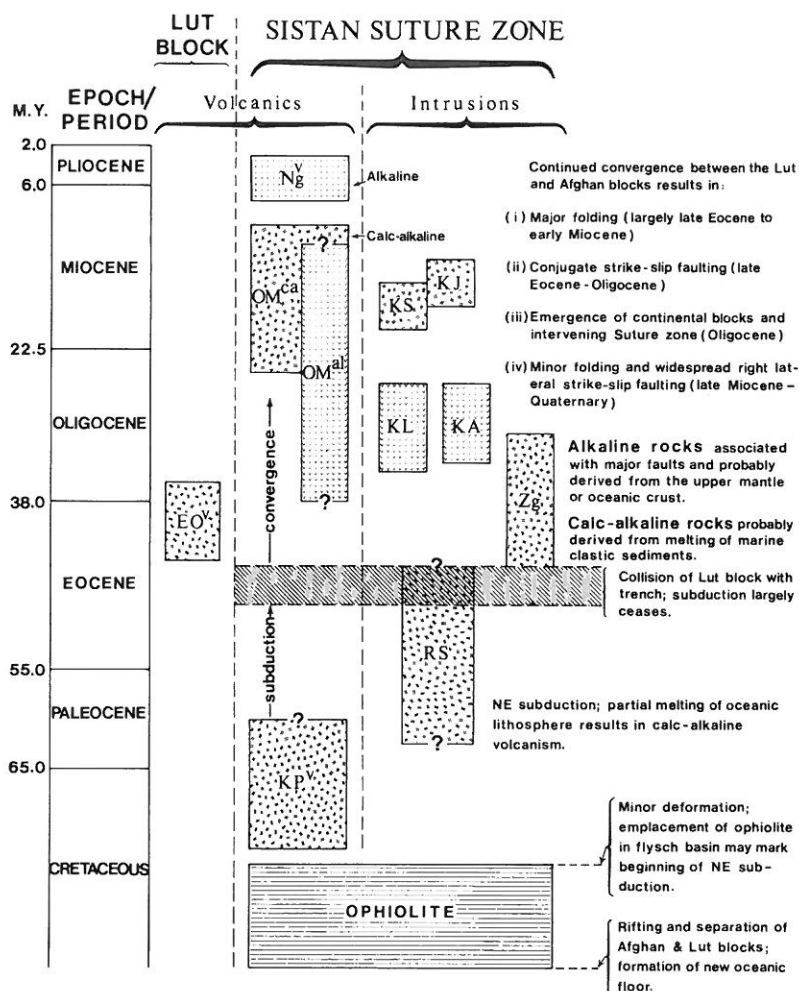 LUT
BLOCK
SISTAN SUTURE ZONE
M.Y.
EPOCH/
PERIOD
Volcanics
Intrusions
2.0
PLIOCENE
6.0
Ngᵛ
Alkaline
Calc-alkaline
?
MIOCENE
OMᶜᵃ
KS
KJ
22.5
OMᵃˡ
OLIGOCENE
KL
KA
convergence
Zg
38.0
?
EOᵛ
EOCENE
?
subduction
RS
55.0
PALEOCENE
?
?
65.0
KPᵛ
CRETACEOUS
OPHIOLITE
Continued convergence between the Lut
and Afghan blocks results in:
(i) Major folding (largely late Eocene to
early Miocene)
(ii) Conjugate strike-slip faulting (late
Eocene-Oligocene)
(iii) Emergence of continental blocks and
intervening Suture zone (Oligocene)
(iv) Minor folding and widespread right lat-
eral strike-slip faulting (late Miocene-
Quaternary)
Alkaline rocks associated
with major faults and probably
derived from the upper mantle
or oceanic crust.
Calc-alkaline rocks probably
derived from melting of marine
clastic sediments.
Collision of Lut block with
trench; subduction largely
ceases.
NE subduction; partial melting of oceanic
lithosphere results in calc-alkaline
volcanism.
Minor deformation;
emplacement of ophiolite
in flysch basin may mark
beginning of NE sub-
duction.
Rifting and separation of
Afghan & Lut blocks;
formation of new oceanic
floor.